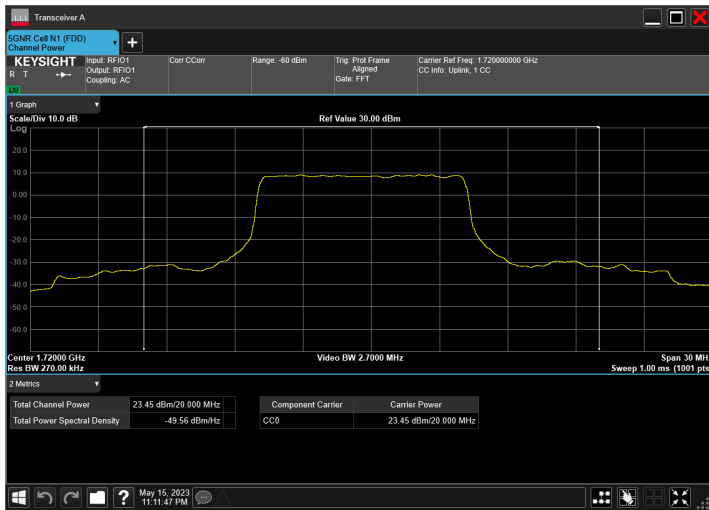 Transceiver A
5GNR Cell N1 (FDD)
Channel Power
KEYSIGHT
R T
LNI
Input: RFIO1
Output: RFIO1
Coupling: AC
Corr CCorr
Range: -60 dBm
Trig: Prot Frame
Aligned
Gate: FFT
Carrier Ref Freq: 1.720000000 GHz
CC Info: Uplink, 1 CC
1 Graph
Scale/Div 10.0 dB
Ref Value 30.00 dBm
Log
20.0
10.0
0.00
-10.0
-20.0
-30.0
-40.0
-50.0
-60.0
Center 1.72000 GHz
Video BW 2.7000 MHz
Span 30 MH
Res BW 270.00 kHz
Sweep 1.00 ms (1001 pts
2 Metrics
Total Channel Power 23.45 dBm/20.000 MHz
Total Power Spectral Density -49.56 dBm/Hz
Component Carrier Carrier Power
CC0 23.45 dBm/20.000 MHz
?
May 15, 2023
11:11:47 PM